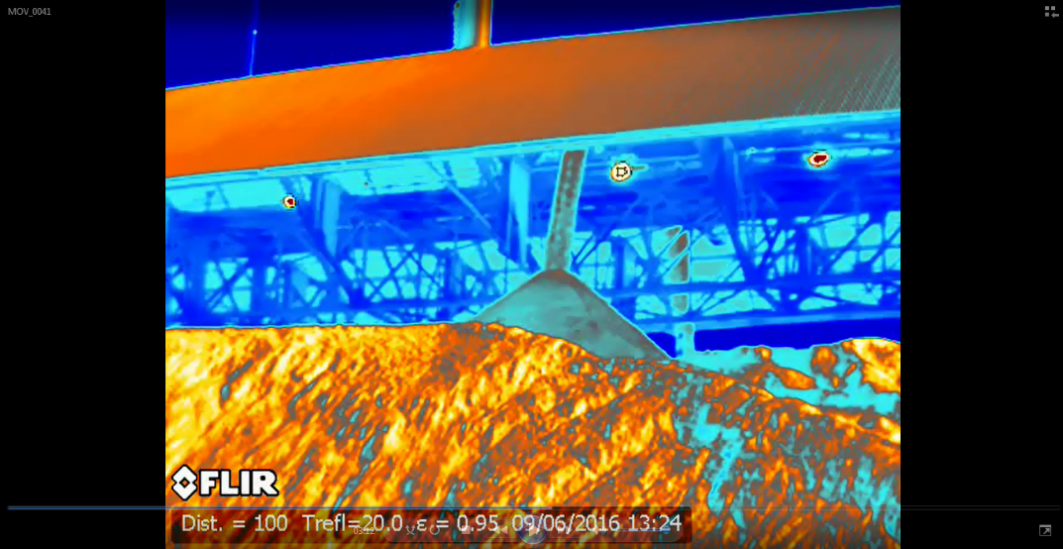 MOV_0041
FLIR
Dist. = 100 Trefl=20.0 ε = 0.95 09/06/2016 13:24